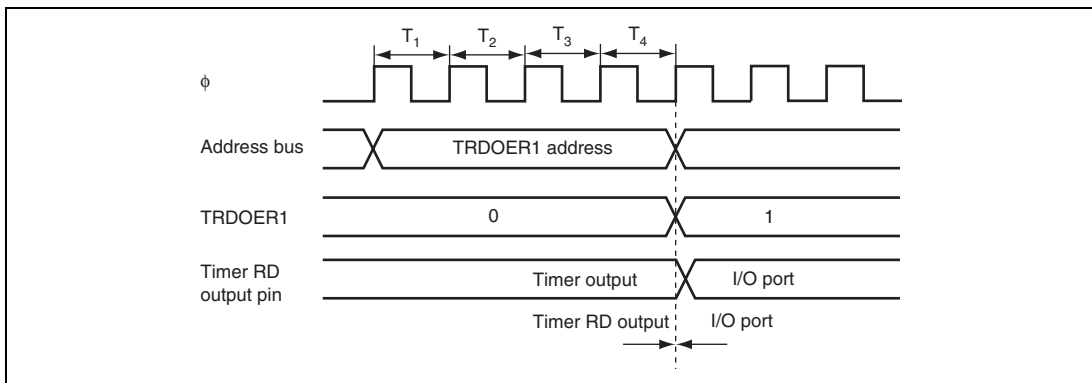 T1 T2 T3 T4
ϕ
Address bus TRDOER1 address
TRDOER1 0 1
Timer RD
output pin
Timer output I/O port
Timer RD output I/O port